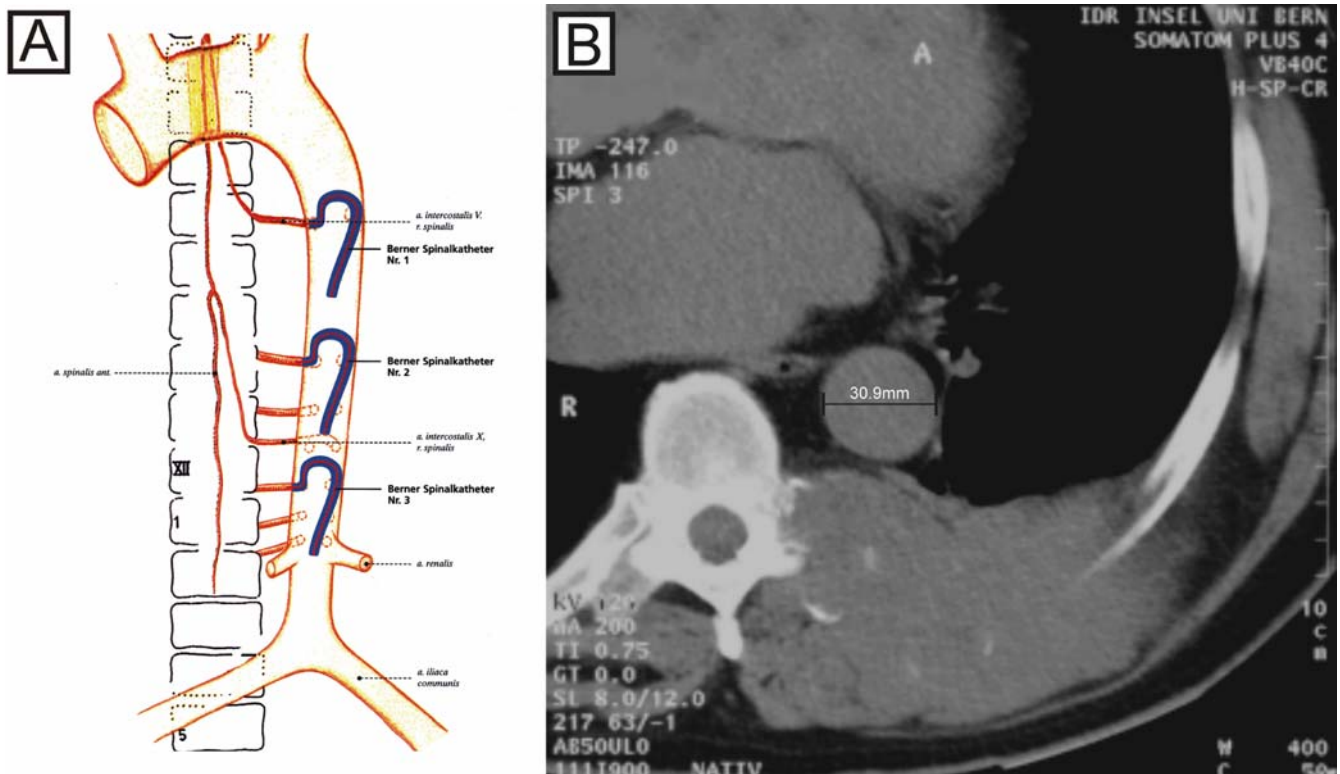 A
a. intercostalis V.
r. spinalis
Berner Spinalkatheter
Nr. 1
Berner Spinalkatheter
Nr. 2
a. spinalis ant.
a. intercostalis X,
r. spinalis
XII
Berner Spinalkatheter
Nr. 3
1
a. renalis
a. iliaca
communis
5
B
IDR INSEL UNI BERN
SOMATOM PLUS 4
VB40C
H-SP-CR
A
TP -247.0
IMA 116
SPI 3
30.9mm
R
kV
mA 200
TI 0.75
GT 0.0
SL 8.0/12.0
217 63/-1
AB50UL0
111I900 NATIV
10
c
m
W 400
C 50